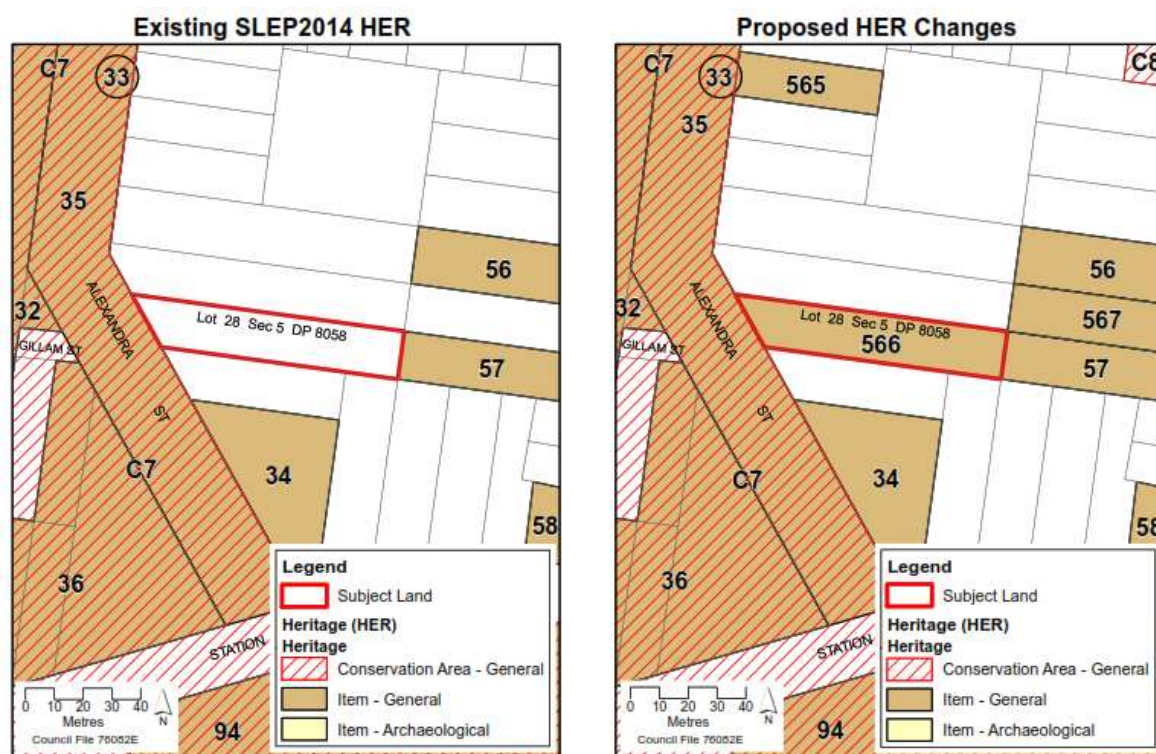 Existing SLEP2014 HER
C7
33
35
56
32
ALEXANDRA
GILLAM ST
Lot 28 Sec 5 DP 8058
57
ST
C7
34
58
36
STATION
94
Legend
Subject Land
Heritage (HER)
Heritage
Conservation Area - General
Item - General
Item - Archaeological
0 10 20 30 40
Metres
N
Council File 76082E
Proposed HER Changes
C7
33
565
C8
35
56
32
ALEXANDRA
GILLAM ST
Lot 28 Sec 5 DP 8058
566
567
57
ST
C7
34
58
36
STATION
94
Legend
Subject Land
Heritage (HER)
Heritage
Conservation Area - General
Item - General
Item - Archaeological
0 10 20 30 40
Metres
N
Council File 76082E